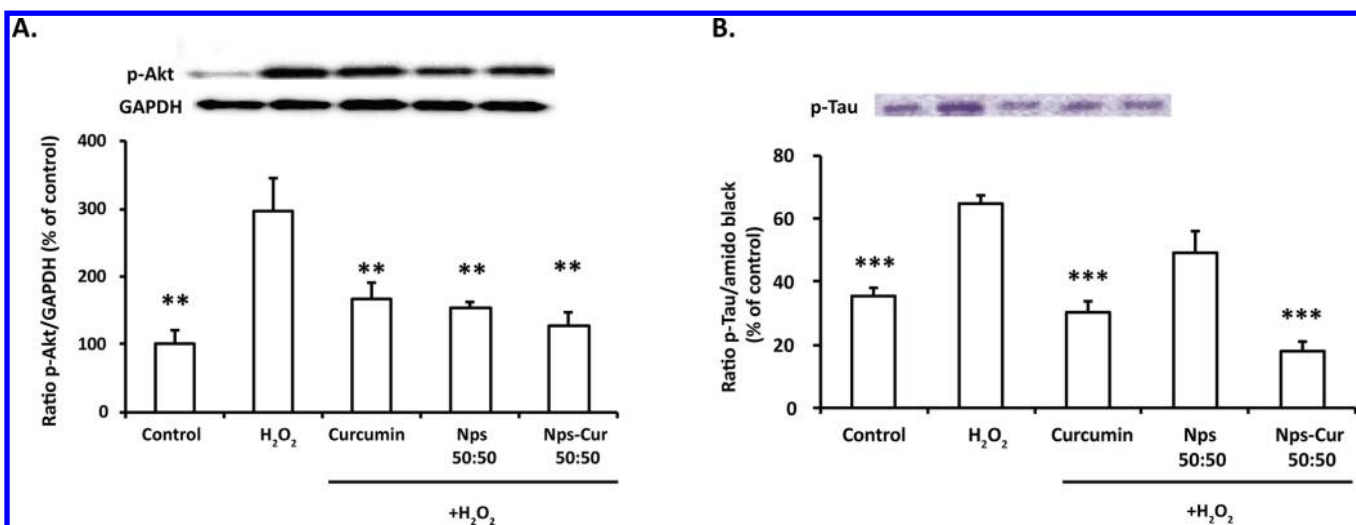 A.
p-Akt
GAPDH
Ratio p-Akt/GAPDH (% of control)
400
300
200
100
0
**
**
**
**
Control
H₂O₂
Curcumin
Nps
50:50
Nps-Cur
50:50
+H₂O₂
B.
p-Tau
Ratio p-Tau/amido black
(% of control)
80
60
40
20
0
***
***
***
Control
H₂O₂
Curcumin
Nps
50:50
Nps-Cur
50:50
+H₂O₂